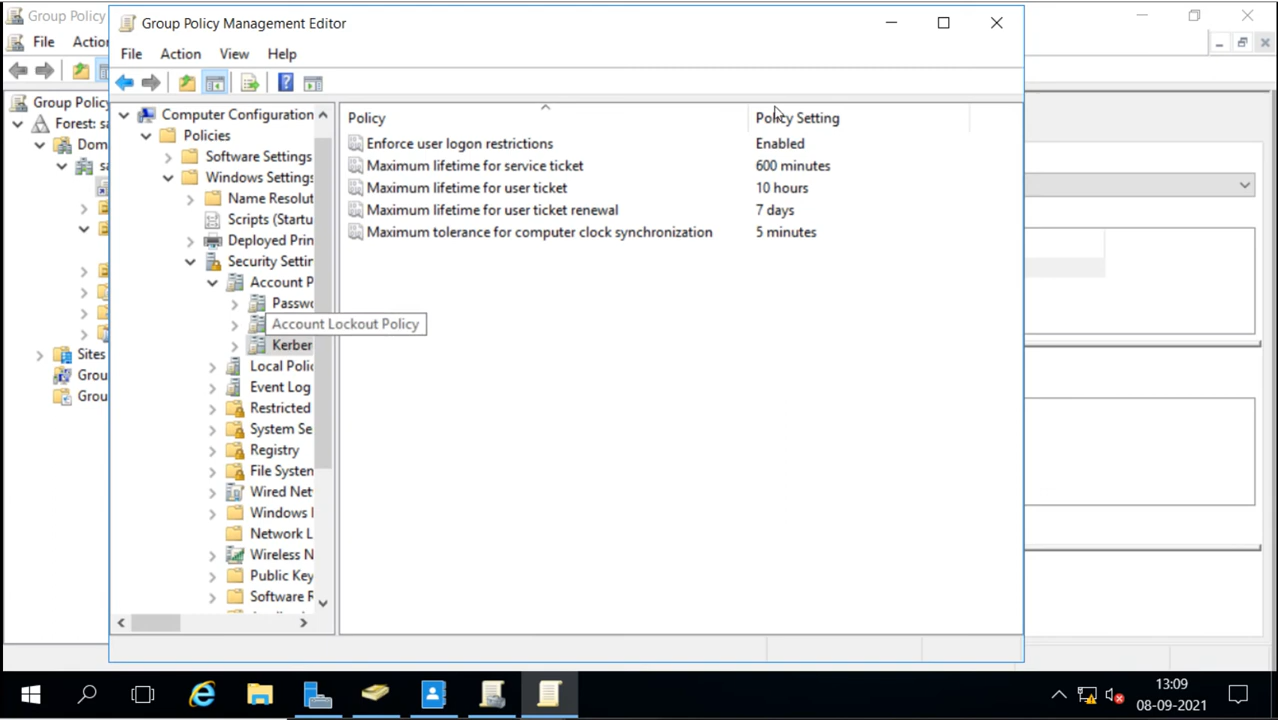 Group Policy
Group Policy Management Editor
File Action
File Action View Help
Group Policy
Forest: sa
Dom
sa
Sites
Grou
Grou
Computer Configuration
Policies
Software Settings
Windows Settings
Name Resolut
Scripts (Startu
Deployed Prin
Security Settin
Account P
Passwo
Account Lockout Policy
Kerber
Local Polic
Event Log
Restricted
System Se
Registry
File System
Wired Net
Windows
Network L
Wireless N
Public Key
Software R
Policy Policy Setting
Enforce user logon restrictions Enabled
Maximum lifetime for service ticket 600 minutes
Maximum lifetime for user ticket 10 hours
Maximum lifetime for user ticket renewal 7 days
Maximum tolerance for computer clock synchronization 5 minutes
13:09
08-09-2021